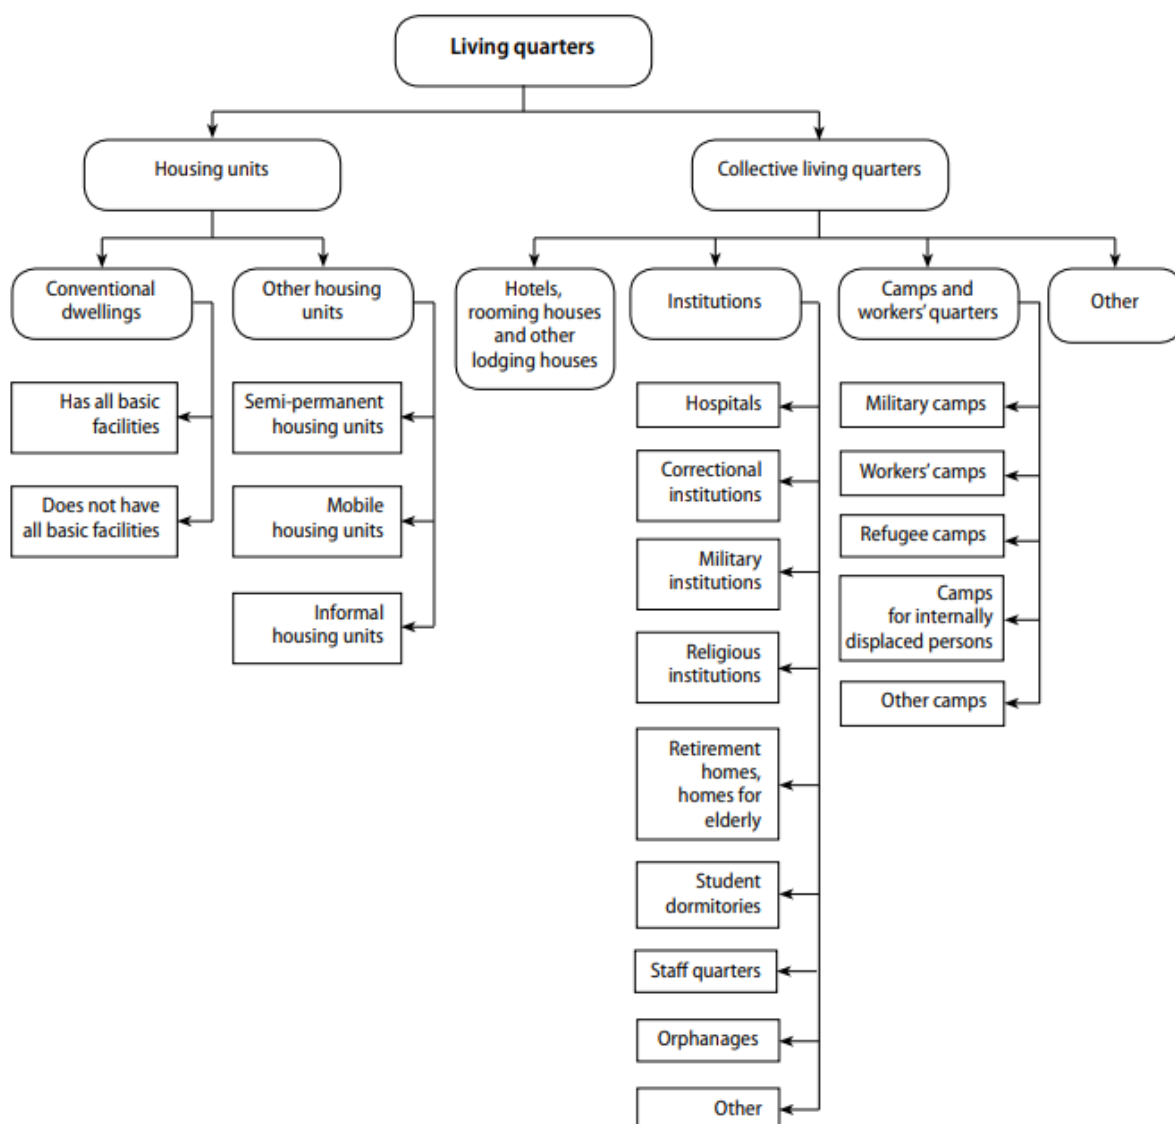 Living quarters
Housing units
Collective living quarters
Conventional
dwellings
Other housing
units
Hotels,
rooming houses
and other
lodging houses
Institutions
Camps and
workers’ quarters
Other
Has all basic
facilities
Does not have
all basic facilities
Semi-permanent
housing units
Mobile
housing units
Informal
housing units
Hospitals
Correctional
institutions
Military
institutions
Religious
institutions
Retirement
homes,
homes for
elderly
Student
dormitories
Staff quarters
Orphanages
Other
Military camps
Workers’ camps
Refugee camps
Camps
for internally
displaced persons
Other camps